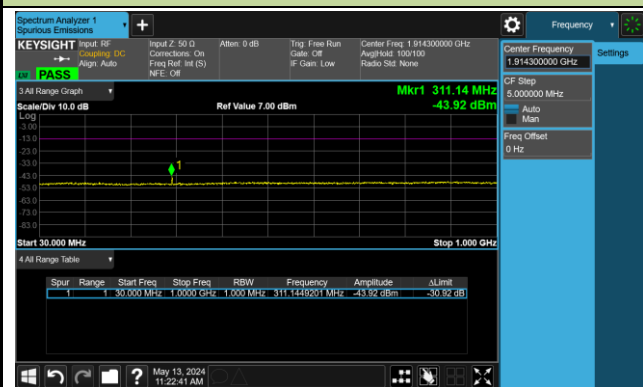 Spectrum Analyzer 1
Spurious Emissions
Frequency
KEYSIGHT Input: RF
Coupling: DC
Align: Auto
Input Z: 50 Ω
Corrections: On
Freq Ref: Int (S)
NFE: Off
Atten: 0 dB
Trig: Free Run
Gate: Off
IF Gain: Low
Center Freq: 1.914300000 GHz
Avg|Hold: 100/100
Radio Std: None
PASS
Center Frequency
1.914300000 GHz
Settings
CF Step
5.000000 MHz
Auto
Man
Freq Offset
0 Hz
3 All Range Graph
Mkr1 311.14 MHz
Scale/Div 10.0 dB
Ref Value 7.00 dBm
-43.92 dBm
Log
-3.00
-13.0
-23.0
-33.0
-43.0
-53.0
-63.0
-73.0
-83.0
1
Start 30.000 MHz
Stop 1.000 GHz
4 All Range Table
Spur Range Start Freq Stop Freq RBW Frequency Amplitude ΔLimit
1 1 30.000 MHz 1.0000 GHz 1.000 MHz 311.1449201 MHz -43.92 dBm -30.92 dB
?
May 13, 2024
11:22:41 AM